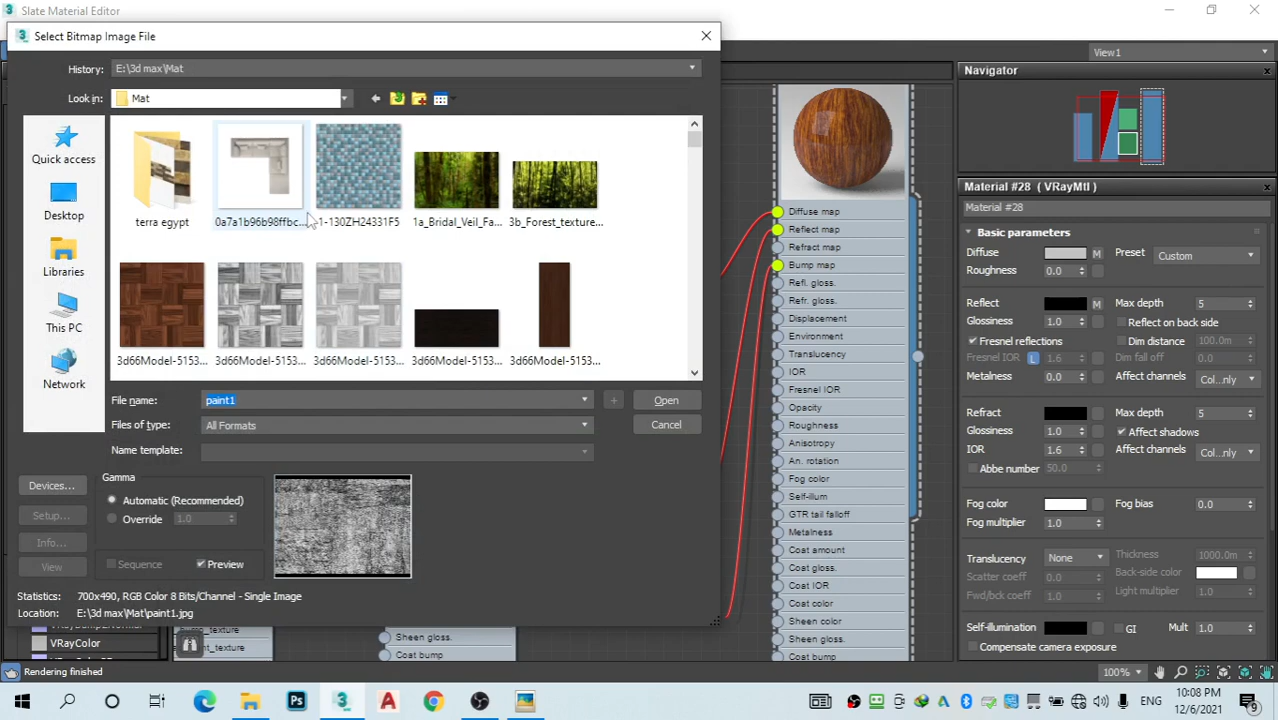 Slate Material Editor
Select Bitmap Image File
History: E:\3d max\Mat
Look in: Mat
View1
Navigator
Quick access
Desktop
Libraries
This PC
Network
terra egypt
0a7a1b96b98ffbc...
-1-130ZH24331F5
1a_Bridal_Veil_Fa...
3b_Forest_texture...
3d66Model-5153...
3d66Model-5153...
3d66Model-5153...
3d66Model-5153...
3d66Model-5153...
File name: paint1
Open
Files of type: All Formats
Cancel
Name template:
Devices...
Setup...
Info...
View
Gamma
Automatic (Recommended)
Override 1.0
Sequence
Preview
Statistics: 700x490, RGB Color 8 Bits/Channel - Single Image
Location: E:\3d max\Mat\paint1.jpg
VRayColor
Sheen gloss.
Coat bump
Diffuse map
Reflect map
Refract map
Bump map
Refl. gloss.
Refr. gloss.
Displacement
Environment
Translucency
IOR
Fresnel IOR
Opacity
Roughness
Anisotropy
An. rotation
Fog color
Self-illum
GTR tail falloff
Metalness
Coat amount
Coat gloss.
Coat IOR
Coat color
Sheen color
Sheen gloss.
Coat bump
Material #28 ( VRayMtl )
Material #28
Basic parameters
Diffuse M Preset Custom
Roughness 0.0
Reflect M Max depth 5
Glossiness 1.0 Reflect on back side
Fresnel reflections Dim distance 100.0m
Fresnel IOR L 1.6 Dim fall off 0.0
Metalness 0.0 Affect channels Col...nly
Refract Max depth 5
Glossiness 1.0 Affect shadows
IOR 1.6 Affect channels Col...nly
Abbe number 50.0
Fog color Fog bias 0.0
Fog multiplier 1.0
Translucency None Thickness 1000.0m
Scatter coeff 0.0 Back-side color
Fwd/bck coeff 1.0 Light multiplier 1.0
Self-illumination GI Mult 1.0
Compensate camera exposure
Rendering finished
100%
ENG
10:08 PM
12/6/2021
9